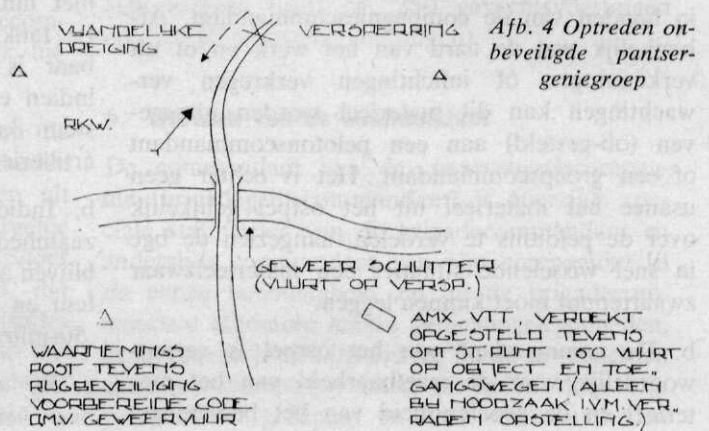 VYANDELYKE
DREIGING
VERSPERRING
Afb. 4 Optreden on-
beveiligde pantser-
geniegroep
RKW.
GEWEER SCHUTTER
(VUURT OP VERSP.)
WAARNEMINGS
POST TEVENS
RUGBEVEILIGING
VOORBEREIDE CODE
D.M.V. GEWEERVUUR
AMX VTT VERDEKT
OPGESTELD TEVENS
ONTST.PUNT .50 VUURT
OP OBJECT EN TOE„
GANGSWEGEN (ALLEEN
BY NOODZAAK I.V.M. VER„
RADEN OPSTELLING).